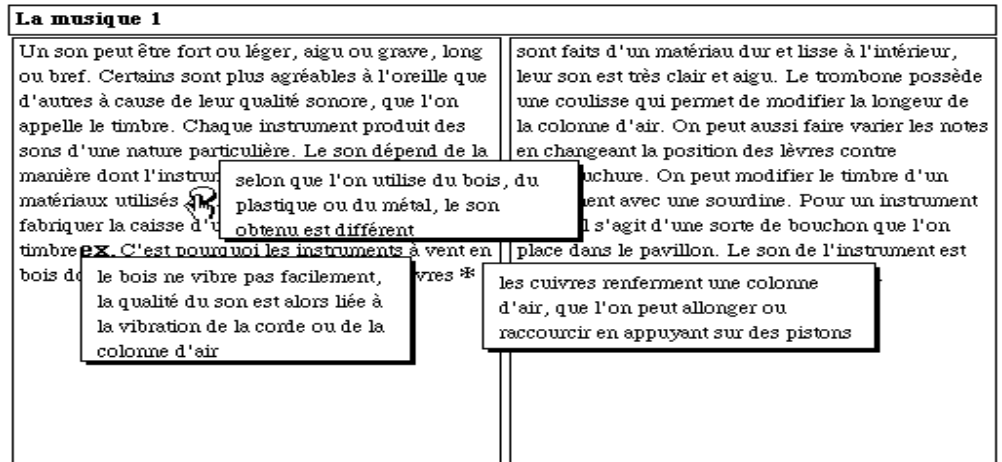 La musique 1
Un son peut être fort ou léger, aigu ou grave, long
ou bref. Certains sont plus agréables à l'oreille que
d'autres à cause de leur qualité sonore, que l'on
appelle le timbre. Chaque instrument produit des
sons d'une nature particulière. Le son dépend de la
manière dont
matériaux utilisés
fabriquer la caisse
timbre ex. C'est pourquoi les instruments à vent en
bois
*
selon que l'on utilise du bois, du
plastique ou du métal, le son
obtenu est différent
le bois ne vibre pas facilement,
la qualité du son est alors liée à
la vibration de la corde ou de la
colonne d'air
sont faits d'un matériau dur et lisse à l'intérieur,
leur son est très clair et aigu. Le trombone possède
une coulisse qui permet de modifier la longeur de
la colonne d'air. On peut aussi faire varier les notes
en changeant la position des lèvres contre
On peut modifier le timbre d'un
avec une sourdine. Pour un instrument
s'agit d'une sorte de bouchon que l'on
place dans le pavillon. Le son de l'instrument est
les cuivres renferment une colonne
d'air, que l'on peut allonger ou
raccourcir en appuyant sur des pistons